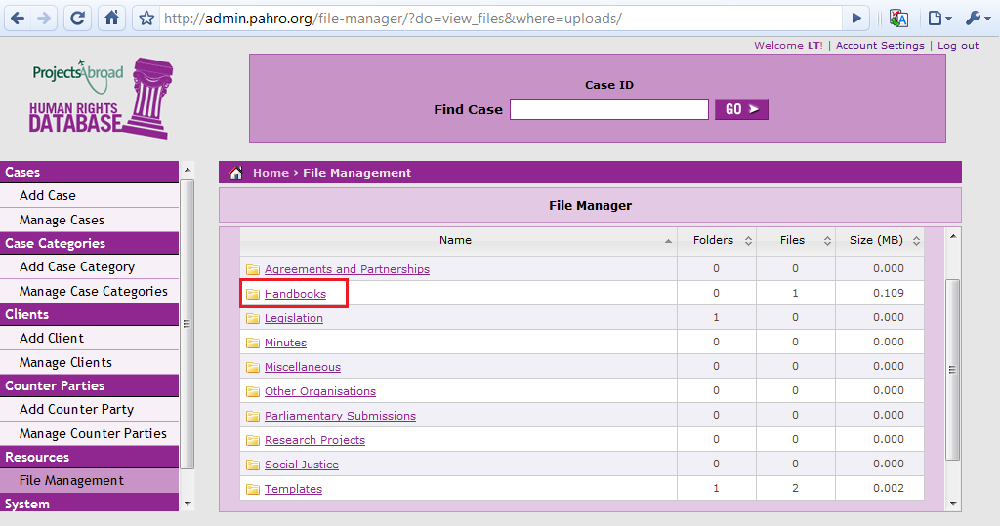 http://admin.pahro.org/file-manager/?do=view_files&where=uploads/
Welcome LT! | Account Settings | Log out
ProjectsAbroad
HUMAN RIGHTS
DATABASE
Case ID
Find Case
GO
Cases
Add Case
Manage Cases
Case Categories
Add Case Category
Manage Case Categories
Clients
Add Client
Manage Clients
Counter Parties
Add Counter Party
Manage Counter Parties
Resources
File Management
System
Home › File Management
File Manager
Name Folders Files Size (MB)
Agreements and Partnerships 0 0 0.000
Handbooks 0 1 0.109
Legislation 1 0 0.000
Minutes 0 0 0.000
Miscellaneous 0 0 0.000
Other Organisations 0 0 0.000
Parliamentary Submissions 0 0 0.000
Research Projects 0 0 0.000
Social Justice 0 0 0.000
Templates 1 2 0.002